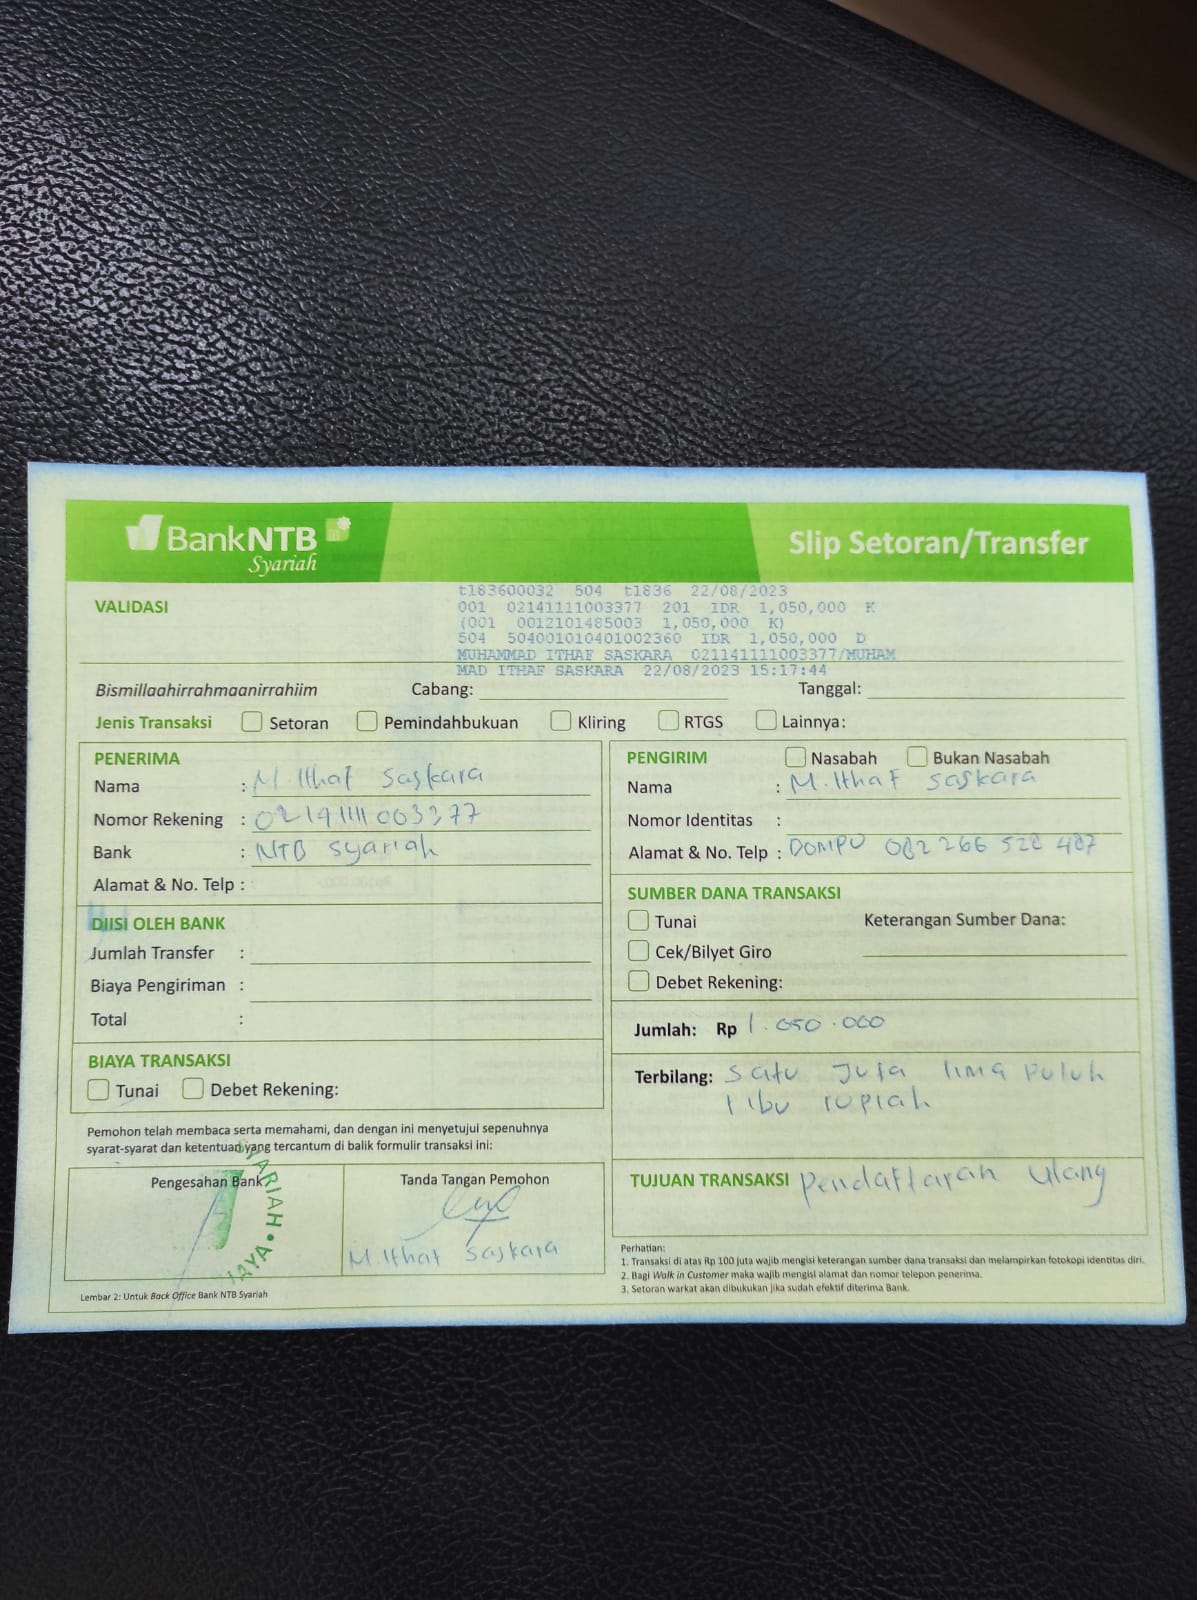 BankNTB
Syariah
Slip Setoran/Transfer
VALIDASI
t183600032 504 t1836 22/08/2023
001 02141111003377 201 IDR 1,050,000 K
(001 0012101485003 1,050,000 K)
504 504001010401002360 IDR 1,050,000 D
MUHAMMAD ITHAF SASKARA 021141111003377/MUHAM
MAD ITHAF SASKARA 22/08/2023 15:17:44
Bismillaahirrahmaanirrahiim Cabang: Tanggal:
Jenis Transaksi Setoran Pemindahbukuan Kliring RTGS Lainnya:
PENERIMA
Nama : M. Ithaf Saskara
Nomor Rekening :
Bank : NTB Syariah
Alamat & No. Telp :
DIISI OLEH BANK
Jumlah Transfer :
Biaya Pengiriman :
Total :
BIAYA TRANSAKSI
Tunai Debet Rekening:
Pemohon telah membaca serta memahami, dan dengan ini menyetujui sepenuhnya
syarat-syarat dan ketentuan yang tercantum di balik formulir transaksi ini:
Pengesahan Bank
SYARIAH
JAYA
Tanda Tangan Pemohon
M. Ithaf Saskara
Lembar 2: Untuk Back Office Bank NTB Syariah
PENGIRIM Nasabah Bukan Nasabah
Nama : M. Ithaf Saskara
Nomor Identitas :
Alamat & No. Telp : DOMPU 082 266 528 487
SUMBER DANA TRANSAKSI
Tunai Keterangan Sumber Dana:
Cek/Bilyet Giro
Debet Rekening:
Jumlah: Rp 1.050.000
Terbilang: Satu Juta lima puluh
ribu rupiah
TUJUAN TRANSAKSI Pendaftaran Ulang
Perhatian:
1. Transaksi di atas Rp 100 juta wajib mengisi keterangan sumber dana transaksi dan melampirkan fotokopi identitas diri.
2. Bagi Walk in Customer maka wajib mengisi alamat dan nomor telepon penerima.
3. Setoran warkat akan dibukukan jika sudah efektif diterima Bank.